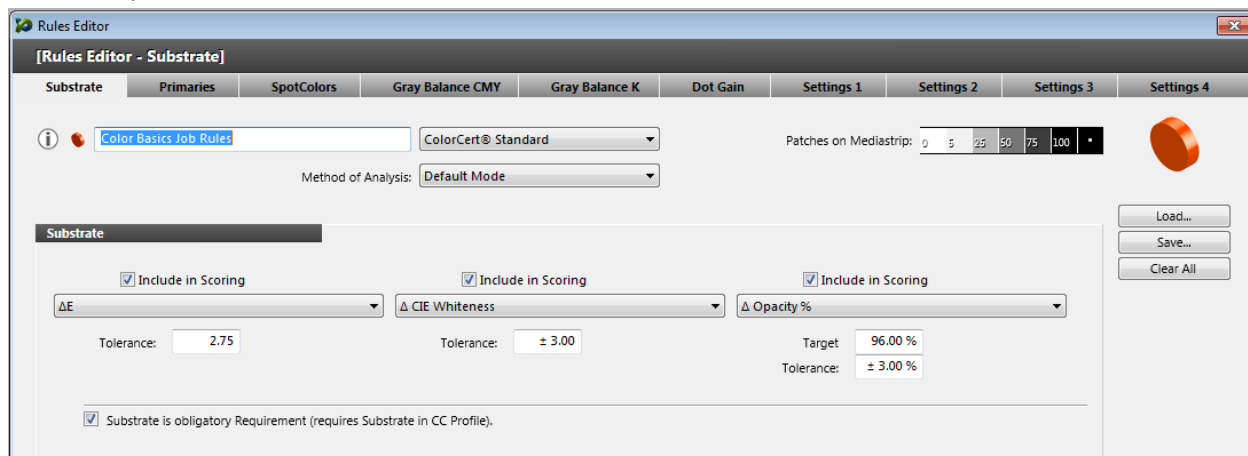 Rules Editor
[Rules Editor - Substrate]
Substrate Primaries SpotColors Gray Balance CMY Gray Balance K Dot Gain Settings 1 Settings 2 Settings 3 Settings 4
Color Basics Job Rules ColorCert® Standard Patches on Mediastrip: 0 5 25 50 75 100 *
Method of Analysis: Default Mode
Load...
Substrate
Save...
Include in Scoring Include in Scoring Include in Scoring
Clear All
ΔE Δ CIE Whiteness Δ Opacity %
Tolerance: 2.75 Tolerance: ± 3.00 Target 96.00 %
Tolerance: ± 3.00 %
Substrate is obligatory Requirement (requires Substrate in CC Profile).